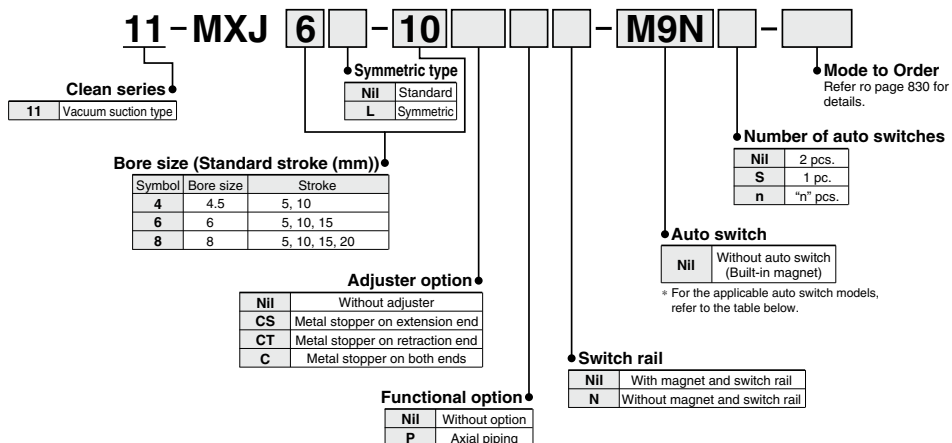 11-MXJ 6 - 10 - M9N -
Clean series
11 Vacuum suction type
Symmetric type
Nil Standard
L Symmetric
Mode to Order
Refer ro page 830 for
details.
Number of auto switches
Nil 2 pcs.
S 1 pc.
n "n" pcs.
Bore size (Standard stroke (mm))
Symbol Bore size Stroke
4 4.5 5, 10
6 6 5, 10, 15
8 8 5, 10, 15, 20
Auto switch
Nil Without auto switch
(Built-in magnet)
* For the applicable auto switch models,
refer to the table below.
Adjuster option
Nil Without adjuster
CS Metal stopper on extension end
CT Metal stopper on retraction end
C Metal stopper on both ends
Switch rail
Nil With magnet and switch rail
N Without magnet and switch rail
Functional option
Nil Without option
P Axial piping